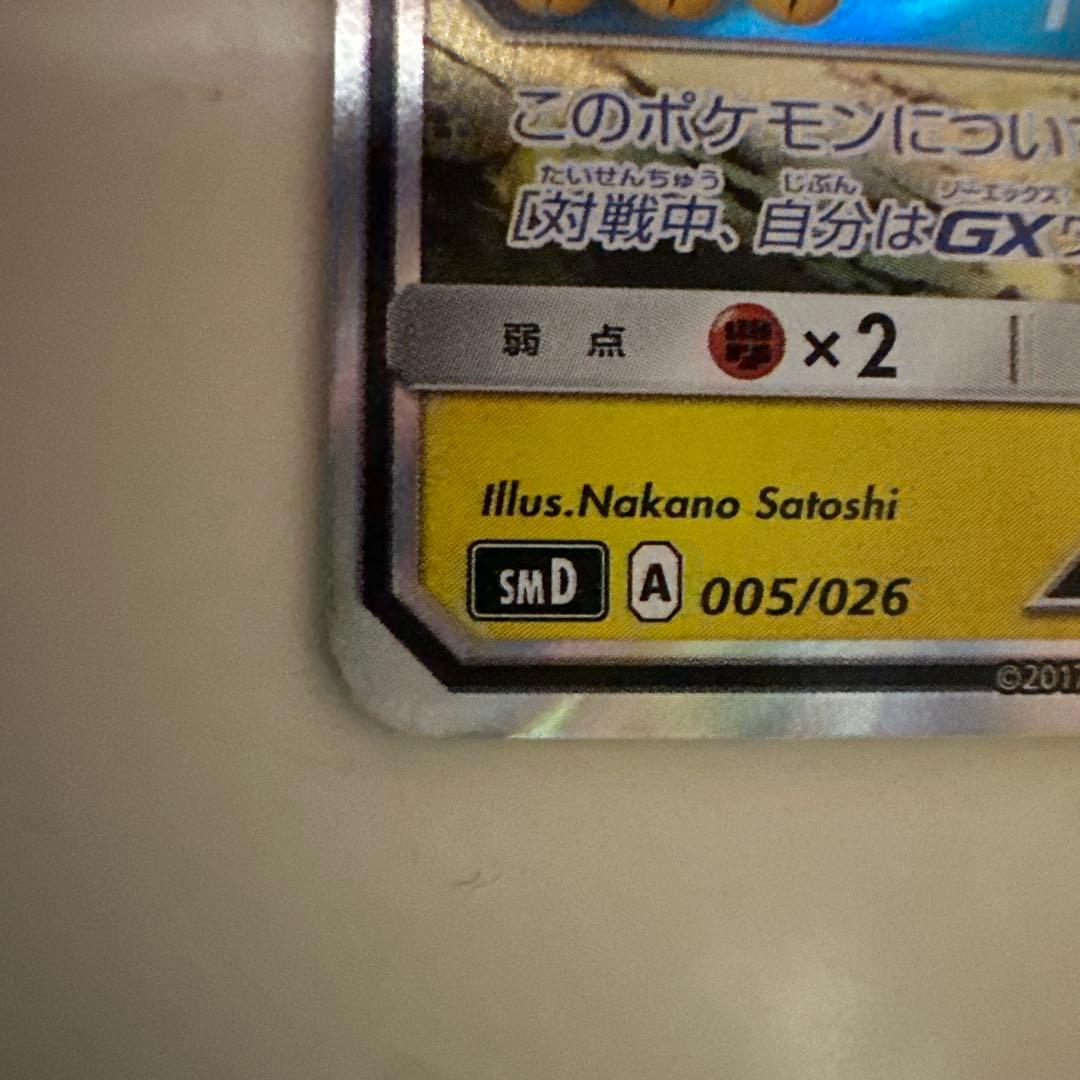 このポケモンについ
たいせんちゅう じぶん ジーエックス
[対戦中、自分はGX
弱点 ×2
Illus.Nakano Satoshi
SMD A 005/026
©2017